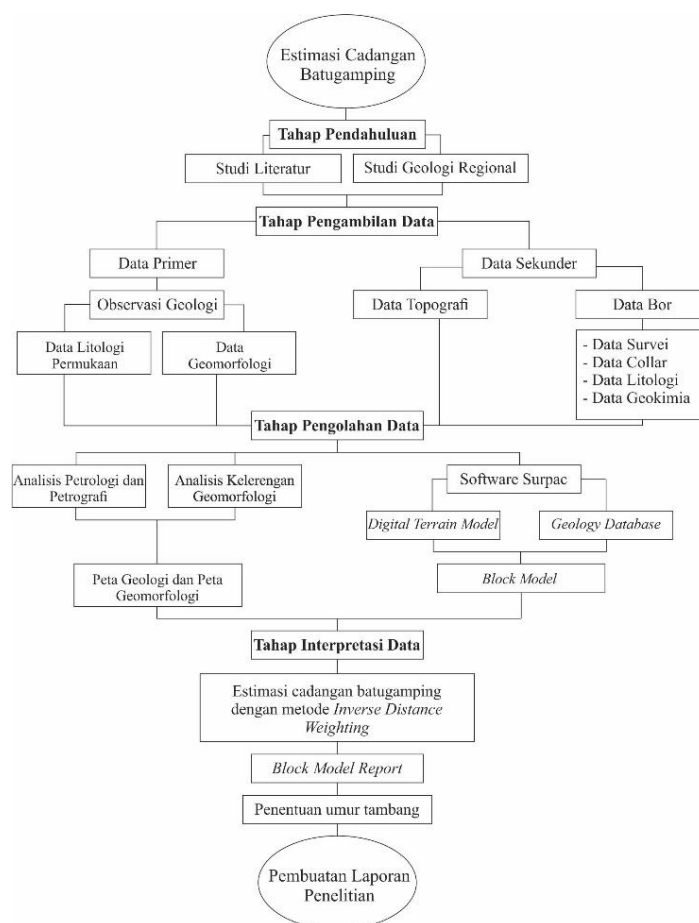 Estimasi Cadangan
Batugamping
Tahap Pendahuluan
Studi Literatur
Studi Geologi Regional
Tahap Pengambilan Data
Data Primer
Data Sekunder
Observasi Geologi
Data Topografi
Data Bor
Data Litologi
Permukaan
Data
Geomorfologi
- Data Survei
- Data Collar
- Data Litologi
- Data Geokimia
Tahap Pengolahan Data
Analisis Petrologi dan
Petrografi
Analisis Kelerengan
Geomorfologi
Software Surpac
Digital Terrain Model
Geology Database
Peta Geologi dan Peta
Geomorfologi
Block Model
Tahap Interpretasi Data
Estimasi cadangan batugamping
dengan metode Inverse Distance
Weighting
Block Model Report
Penentuan umur tambang
Pembuatan Laporan
Penelitian